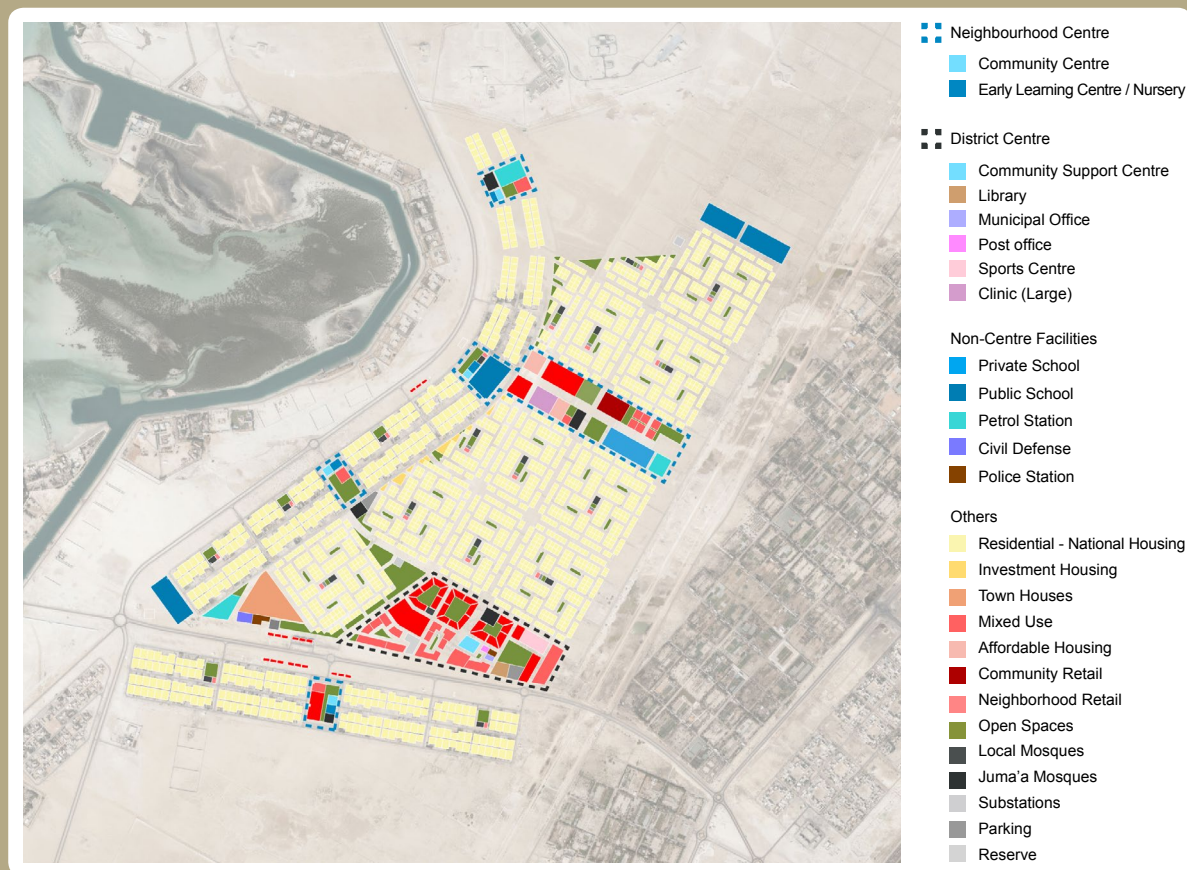 Neighbourhood Centre
Community Centre
Early Learning Centre / Nursery
District Centre
Community Support Centre
Library
Municipal Office
Post office
Sports Centre
Clinic (Large)
Non-Centre Facilities
Private School
Public School
Petrol Station
Civil Defense
Police Station
Others
Residential - National Housing
Investment Housing
Town Houses
Mixed Use
Affordable Housing
Community Retail
Neighborhood Retail
Open Spaces
Local Mosques
Juma'a Mosques
Substations
Parking
Reserve